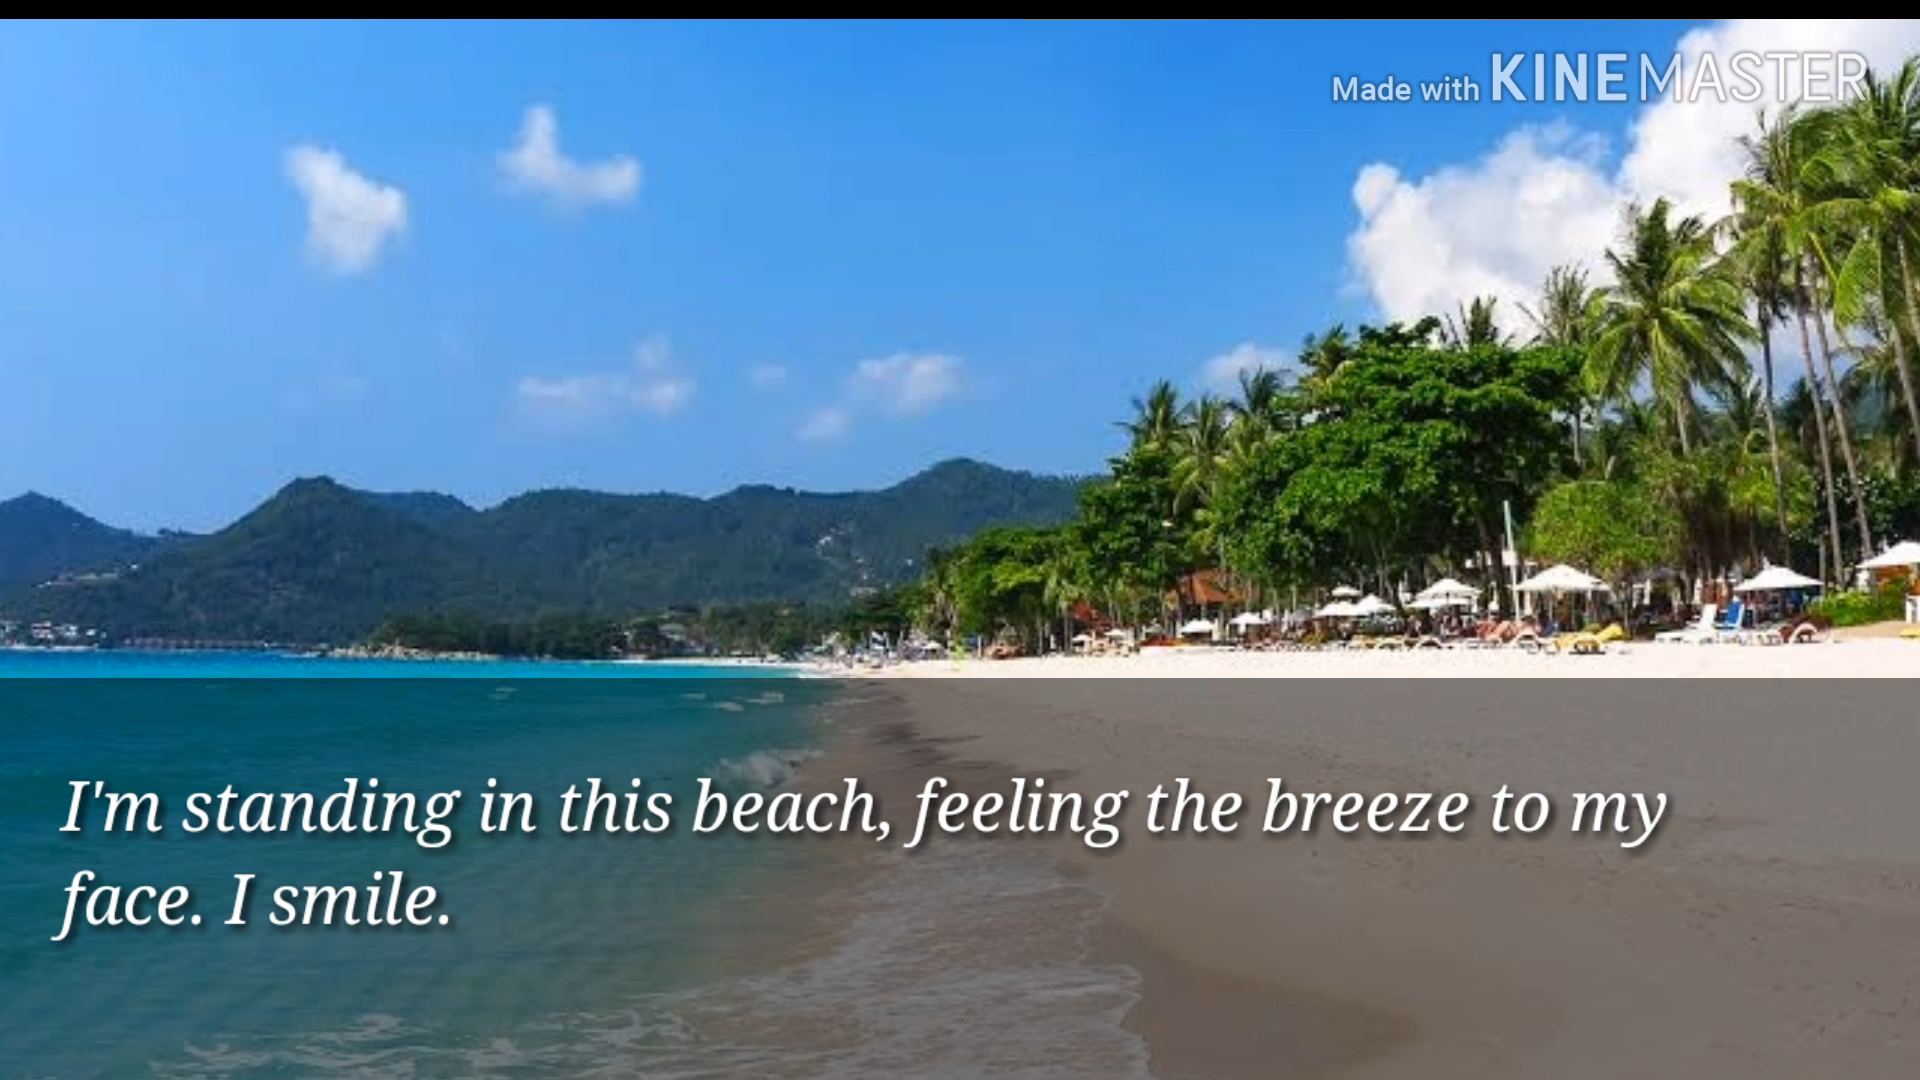 Made with KINEMASTER
I'm standing in this beach, feeling the breeze to my
face. I smile.